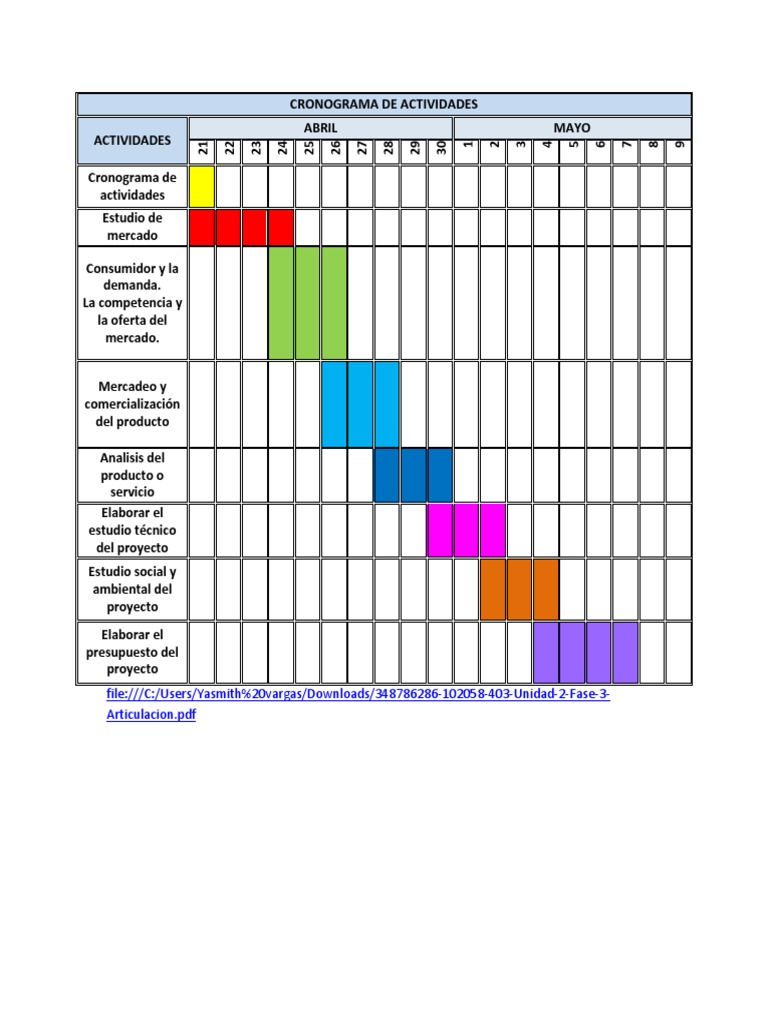 CRONOGRAMA DE ACTIVIDADES
ACTIVIDADES
ABRIL
MAYO
21 22 23 24 25 26 27 28 29 30 1 2 3 4 5 6 7 8 9
Cronograma de
actividades
Estudio de
mercado
Consumidor y la
demanda.
La competencia y
la oferta del
mercado.
Mercadeo y
comercialización
del producto
Analisis del
producto o
servicio
Elaborar el
estudio técnico
del proyecto
Estudio social y
ambiental del
proyecto
Elaborar el
presupuesto del
proyecto
file:///C:/Users/Yasmith%20vargas/Downloads/348786286-102058-403-Unidad-2-Fase-3-
Articulacion.pdf